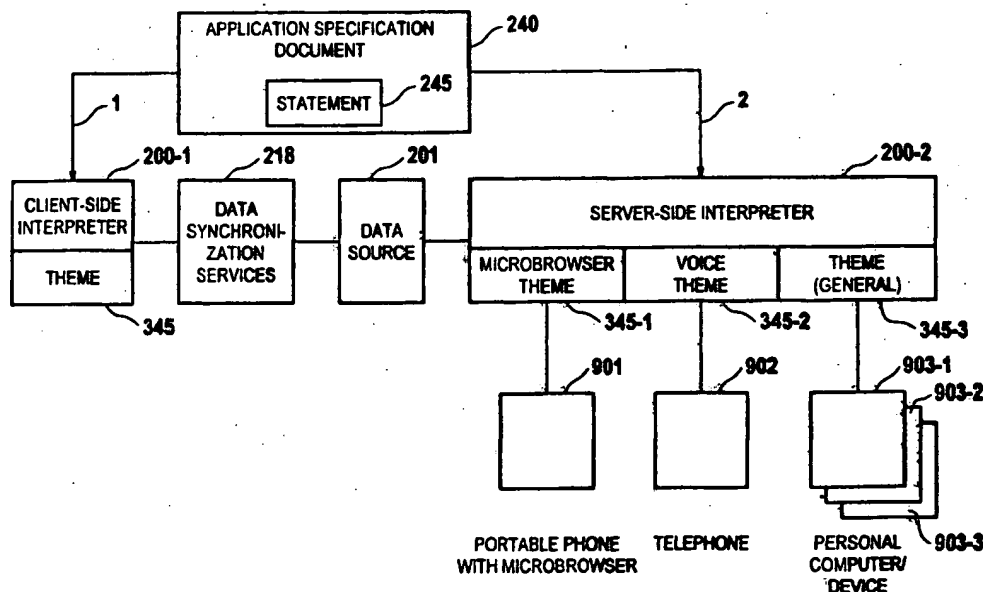 APPLICATION SPECIFICATION
DOCUMENT
240
STATEMENT
245
1
2
200-1
218
201
200-2
CLIENT-SIDE
INTERPRETER
THEME
DATA
SYNCHRONI-
ZATION
SERVICES
DATA
SOURCE
SERVER-SIDE INTERPRETER
MICROBROWSER
THEME
VOICE
THEME
THEME
(GENERAL)
345
345-1
345-2
345-3
901
902
903-1
903-2
903-3
PORTABLE PHONE
WITH MICROBROWSER
TELEPHONE
PERSONAL
COMPUTER/
DEVICE